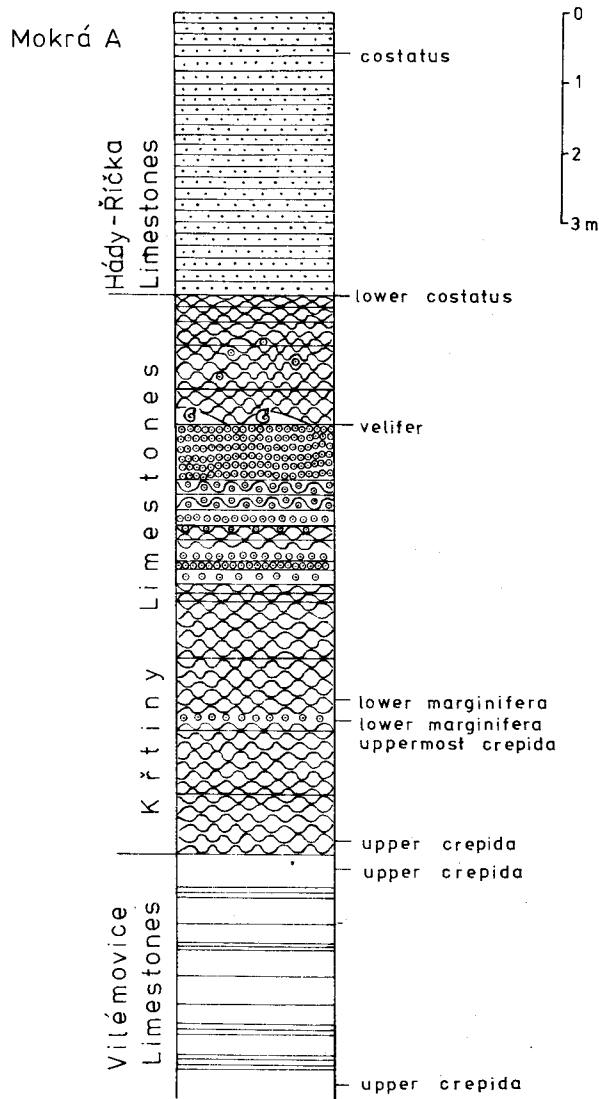 Mokrá A
0
1
2
3 m
costatus
Hády-Říčka
Limestones
lower costatus
velifer
Křtiny Limestones
lower marginifera
lower marginifera
uppermost crepida
upper crepida
upper crepida
Vilémovice
Limestones
upper crepida